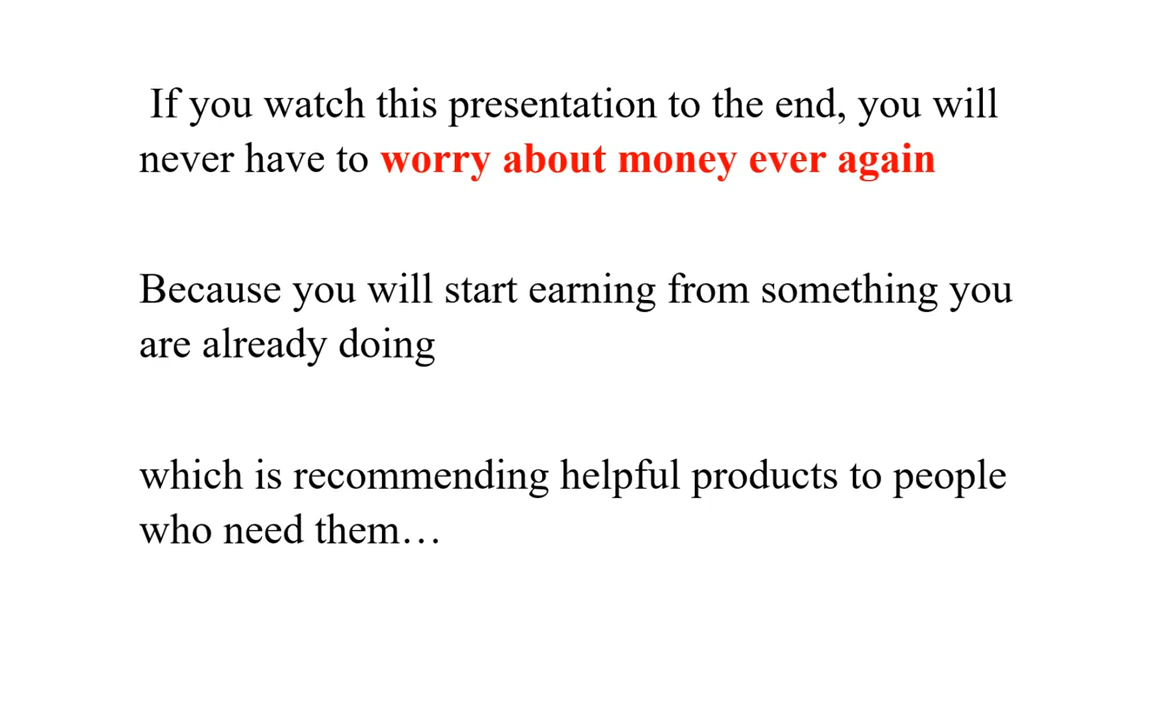 If you watch this presentation to the end, you will
never have to worry about money ever again
Because you will start earning from something you
are already doing
which is recommending helpful products to people
who need them…